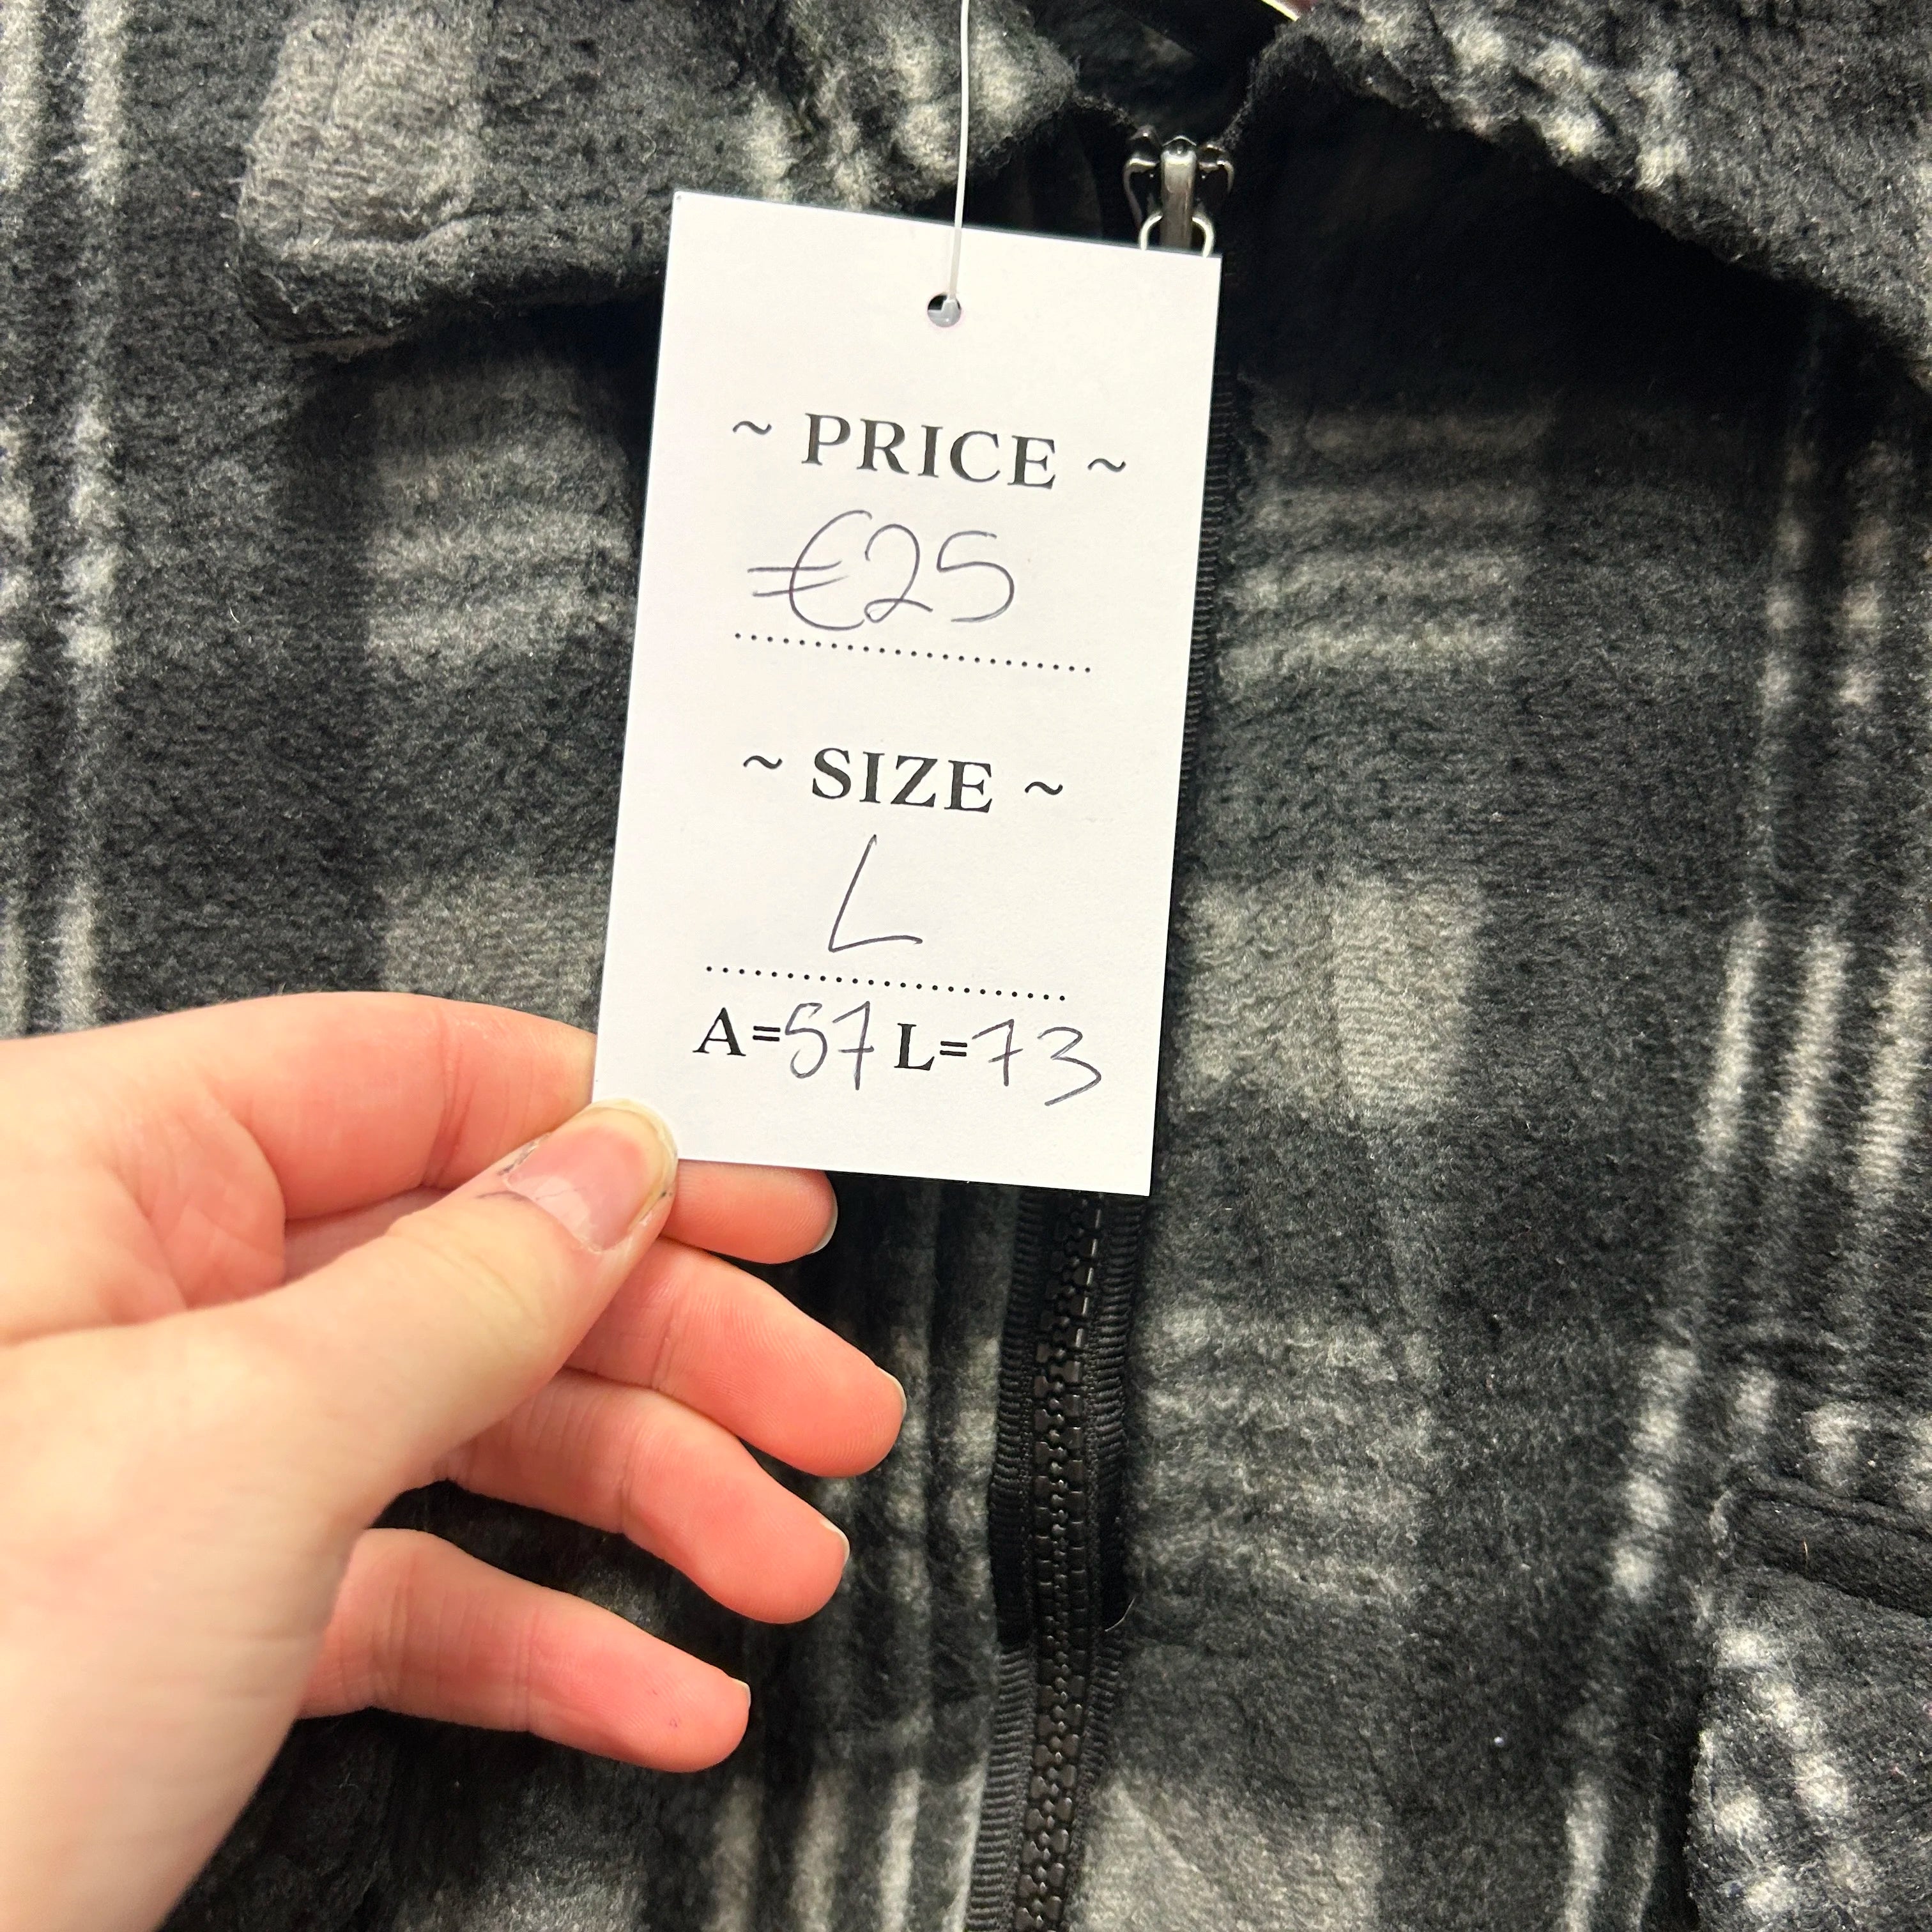 ~ PRICE ~
€25
~ SIZE ~
L
A=57 L=73